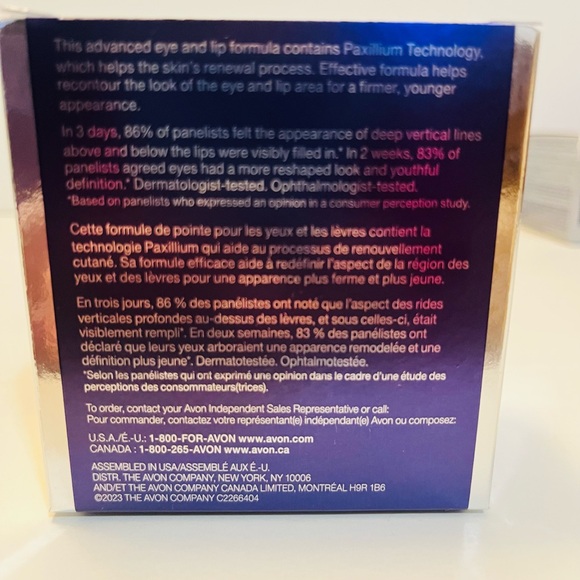 This advanced eye and lip formula contains Paxillium Technology,
which helps the skin's renewal process. Effective formula helps
recontour the look of the eye and lip area for a firmer, younger
appearance.
In 3 days, 86% of panelists felt the appearance of deep vertical lines
above and below the lips were visibly filled in.* In 2 weeks, 83% of
panelists agreed eyes had a more reshaped look and youthful
definition.* Dermatologist-tested. Ophthalmologist-tested.
*Based on panelists who expressed an opinion in a consumer perception study.
Cette formule de pointe pour les yeux et les lèvres contient la
technologie Paxillium qui aide au processus de renouvellement
cutané. Sa formule efficace aide à redéfinir l'aspect de la région des
yeux et des lèvres pour une apparence plus ferme et plus jeune.
En trois jours, 86 % des panélistes ont noté que l'aspect des rides
verticales profondes au-dessus des lèvres, et sous celles-ci, était
visiblement rempli*. En deux semaines, 83 % des panélistes ont
déclaré que leurs yeux arboraient une apparence remodelée et une
définition plus jeune*. Dermatotestée. Ophtalmotestée.
*Selon les panélistes qui ont exprimé une opinion dans le cadre d'une étude des
perceptions des consommateurs(trices).
To order, contact your Avon Independent Sales Representative or call:
Pour commander, contactez votre représentant(e) indépendant(e) Avon ou composez:
U.S.A./É.-U.: 1-800-FOR-AVON www.avon.com
CANADA : 1-800-265-AVON www.avon.ca
ASSEMBLED IN USA/ASSEMBLÉ AUX É.-U.
DISTR. THE AVON COMPANY, NEW YORK, NY 10006
AND/ET THE AVON COMPANY CANADA LIMITED, MONTRÉAL H9R 1B6
©2023 THE AVON COMPANY C2266404